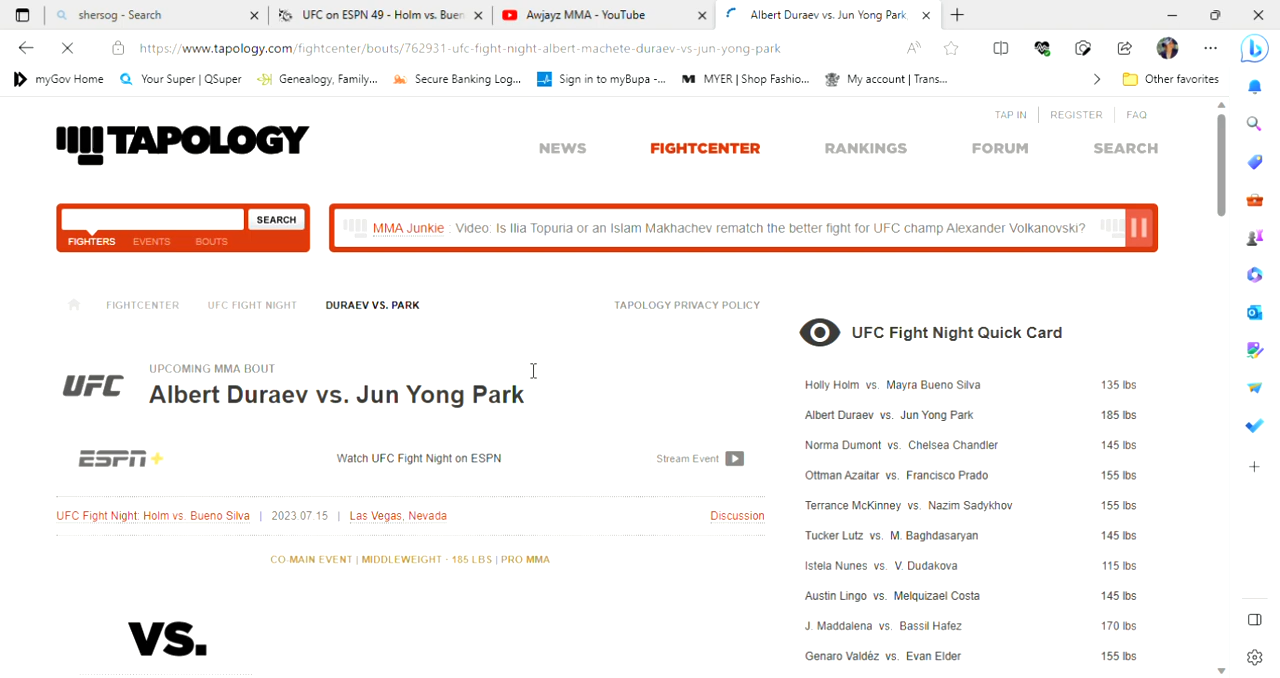 shersog - Search
UFC on ESPN 49 - Holm vs. Buen
Awjayz MMA - YouTube
Albert Duraev vs. Jun Yong Park
https://www.tapology.com/fightcenter/bouts/762931-ufc-fight-night-albert-machete-duraev-vs-jun-yong-park
myGov Home
Your Super | QSuper
Genealogy, Family...
Secure Banking Log...
Sign in to myBupa -...
MYER | Shop Fashio...
My account | Trans...
Other favorites
TAP IN
REGISTER
FAQ
TAPOLOGY
NEWS
FIGHTCENTER
RANKINGS
FORUM
SEARCH
SEARCH
FIGHTERS
EVENTS
BOUTS
MMA Junkie : Video: Is Ilia Topuria or an Islam Makhachev rematch the better fight for UFC champ Alexander Volkanovski?
FIGHTCENTER
UFC FIGHT NIGHT
DURAEV VS. PARK
TAPOLOGY PRIVACY POLICY
UFC
UPCOMING MMA BOUT
Albert Duraev vs. Jun Yong Park
ESPN+
Watch UFC Fight Night on ESPN
Stream Event
UFC Fight Night: Holm vs. Bueno Silva | 2023.07.15 | Las Vegas, Nevada
Discussion
CO-MAIN EVENT | MIDDLEWEIGHT · 185 LBS | PRO MMA
VS.
UFC Fight Night Quick Card
Holly Holm vs. Mayra Bueno Silva 135 lbs
Albert Duraev vs. Jun Yong Park 185 lbs
Norma Dumont vs. Chelsea Chandler 145 lbs
Ottman Azaitar vs. Francisco Prado 155 lbs
Terrance McKinney vs. Nazim Sadykhov 155 lbs
Tucker Lutz vs. M. Baghdasaryan 145 lbs
Istela Nunes vs. V. Dudakova 115 lbs
Austin Lingo vs. Melquizael Costa 145 lbs
J. Maddalena vs. Bassil Hafez 170 lbs
Genaro Valdéz vs. Evan Elder 155 lbs